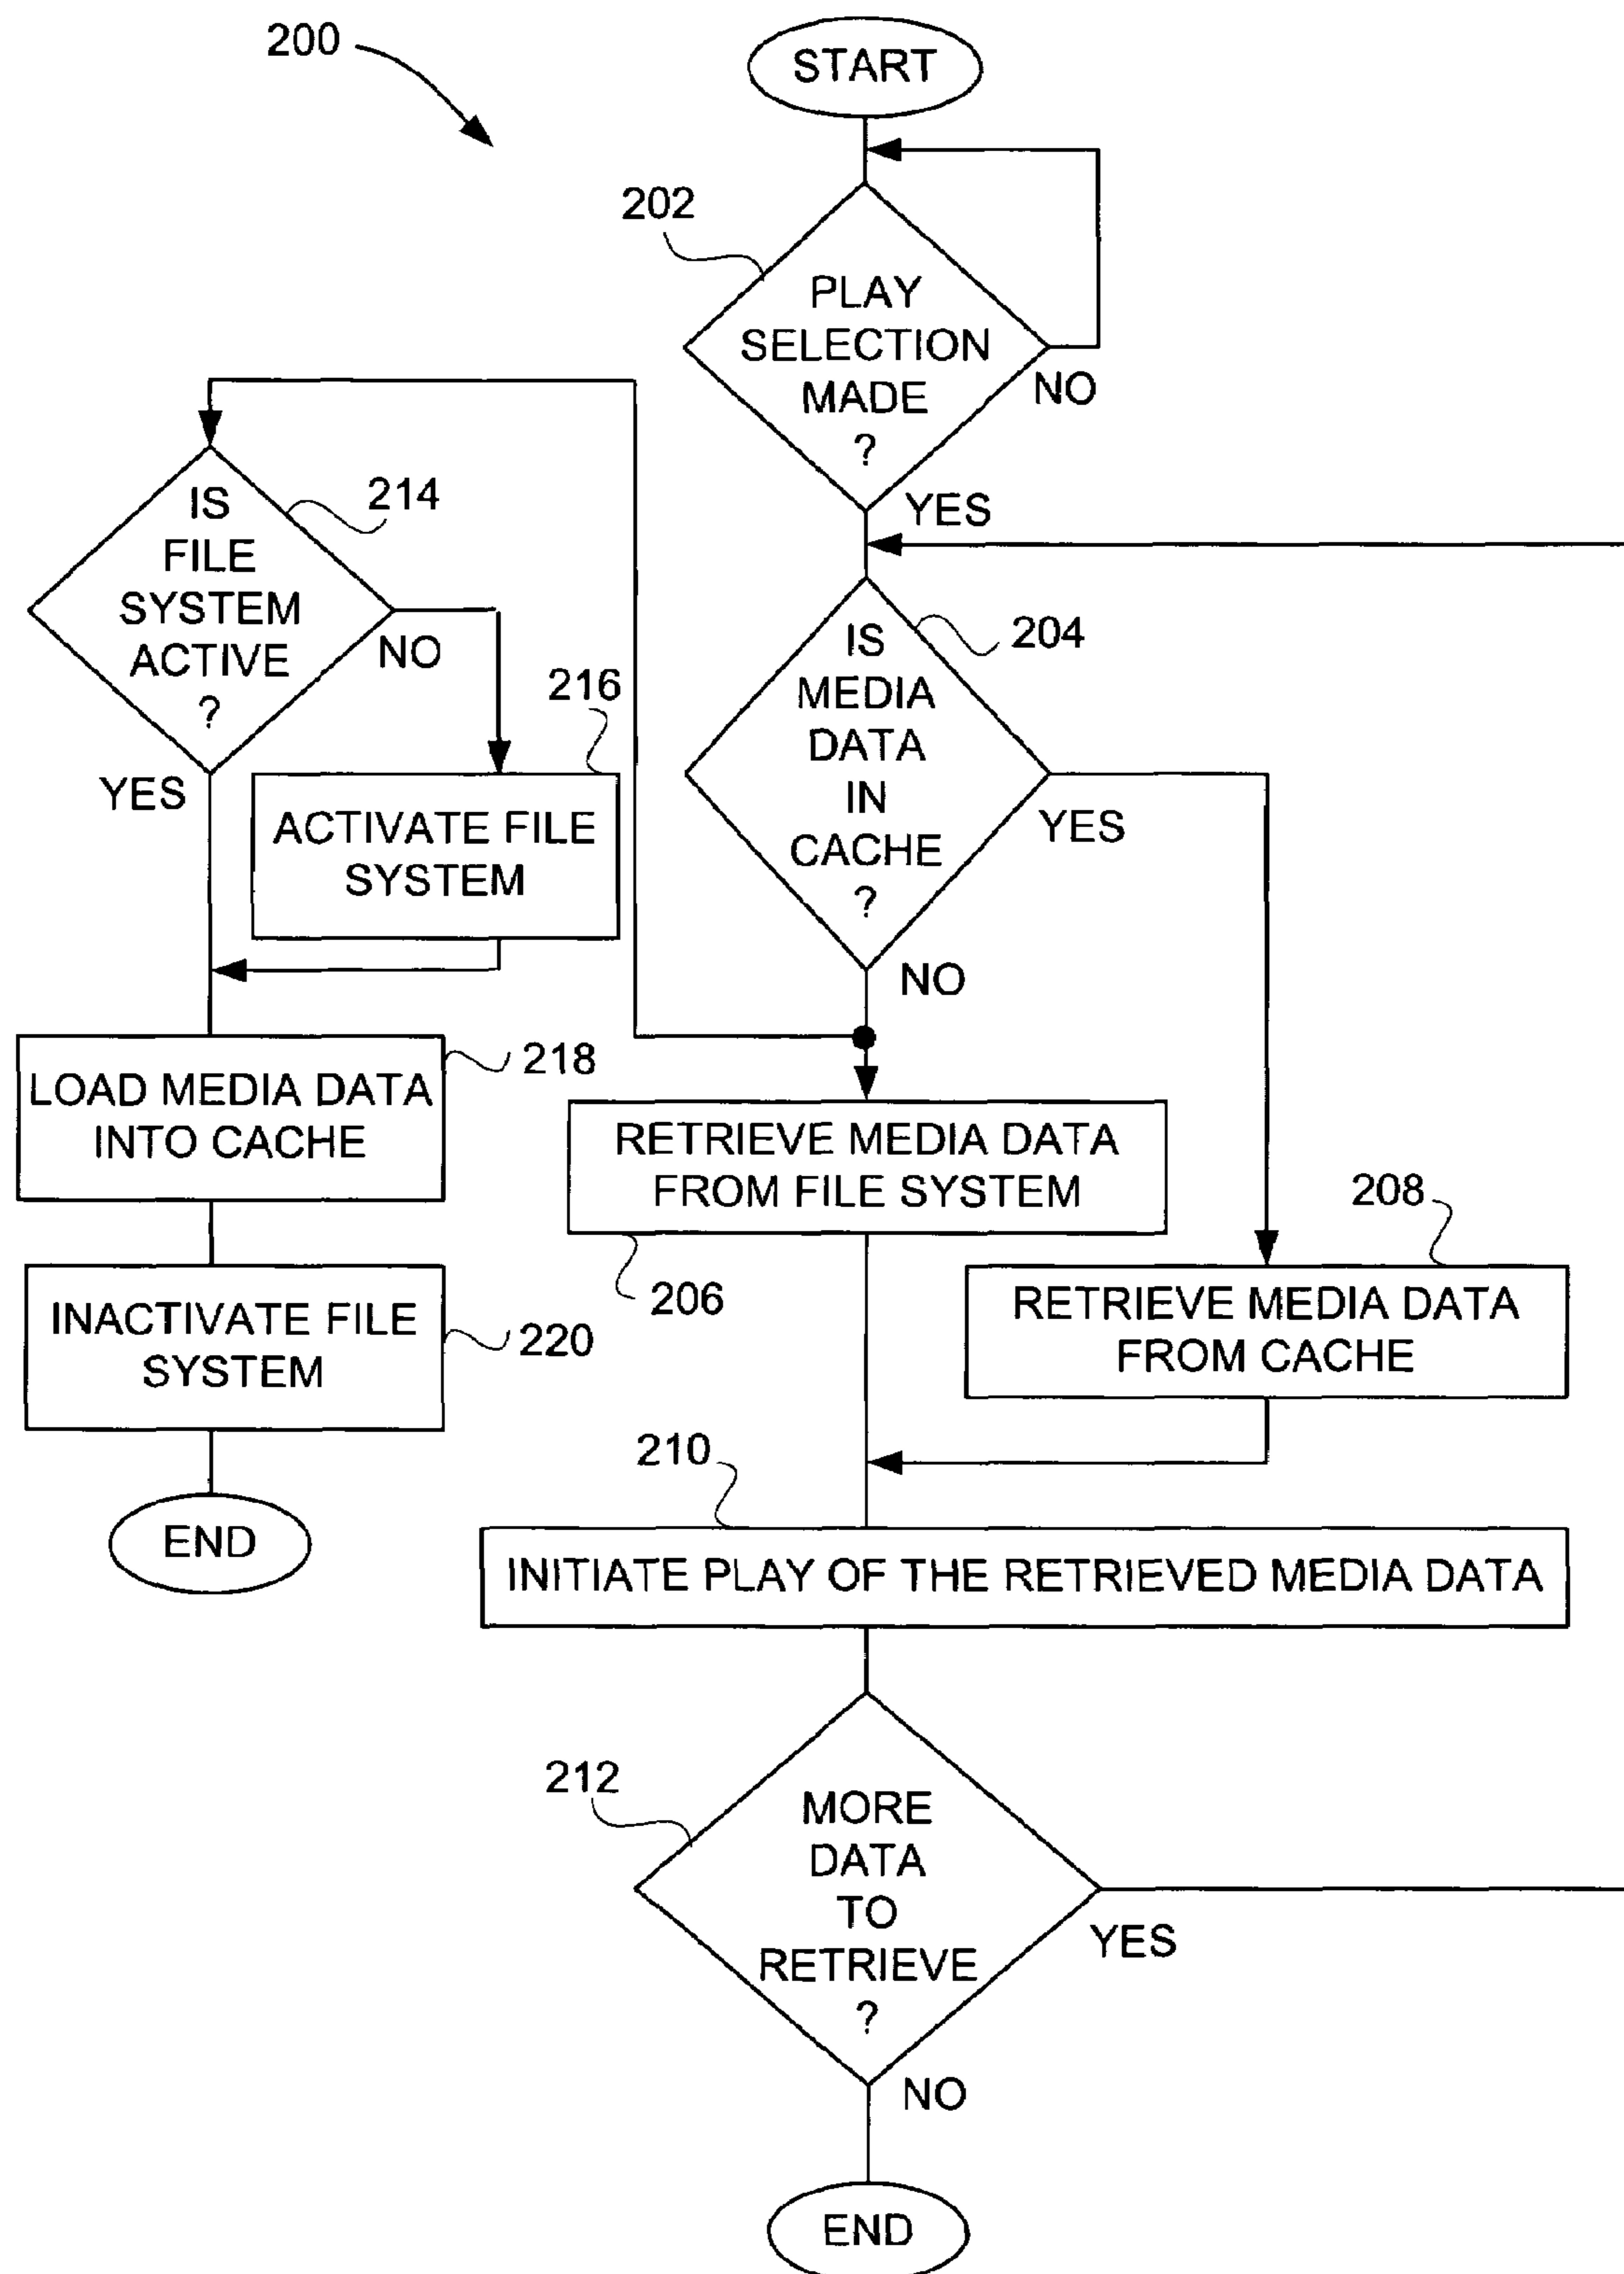 200
START
202
PLAY
SELECTION
MADE
?
NO
YES
214
IS
FILE
SYSTEM
ACTIVE
?
NO
YES
216
ACTIVATE FILE
SYSTEM
204
IS
MEDIA
DATA
IN
CACHE
?
YES
NO
218
LOAD MEDIA DATA
INTO CACHE
RETRIEVE MEDIA DATA
FROM FILE SYSTEM
206
208
RETRIEVE MEDIA DATA
FROM CACHE
INACTIVATE FILE
SYSTEM
220
END
210
INITIATE PLAY OF THE RETRIEVED MEDIA DATA
212
MORE
DATA
TO
RETRIEVE
?
YES
NO
END